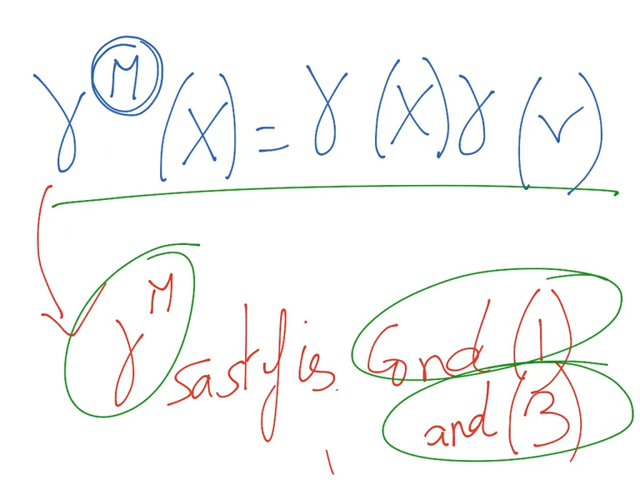 γ^M (X) = γ (X) γ (r)
γ^M sastyfis Cond (1)
and (3)